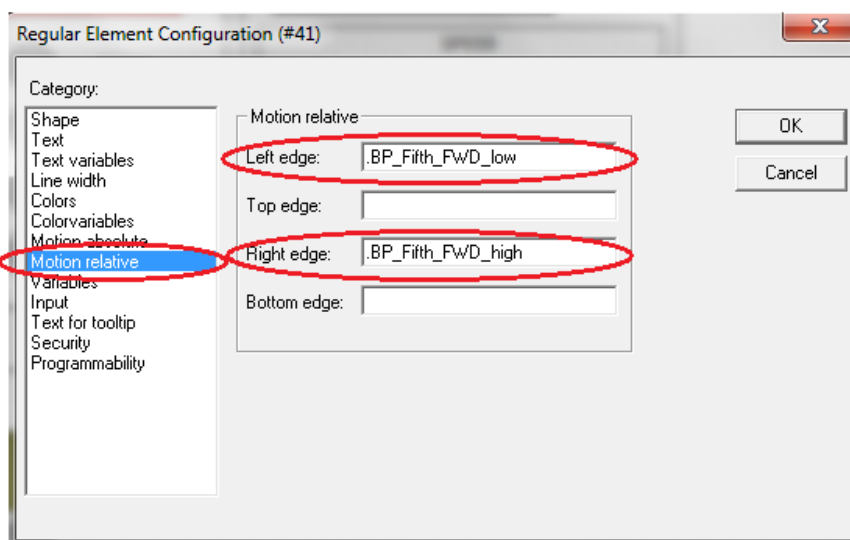 Regular Element Configuration (#41)
Category:
Shape
Text
Text variables
Line width
Colors
Colorvariables
Motion absolute
Motion relative
Variables
Input
Text for tooltip
Security
Programmability
Motion relative
Left edge: .BP_Fifth_FWD_low
Top edge:
Right edge: .BP_Fifth_FWD_high
Bottom edge:
OK
Cancel